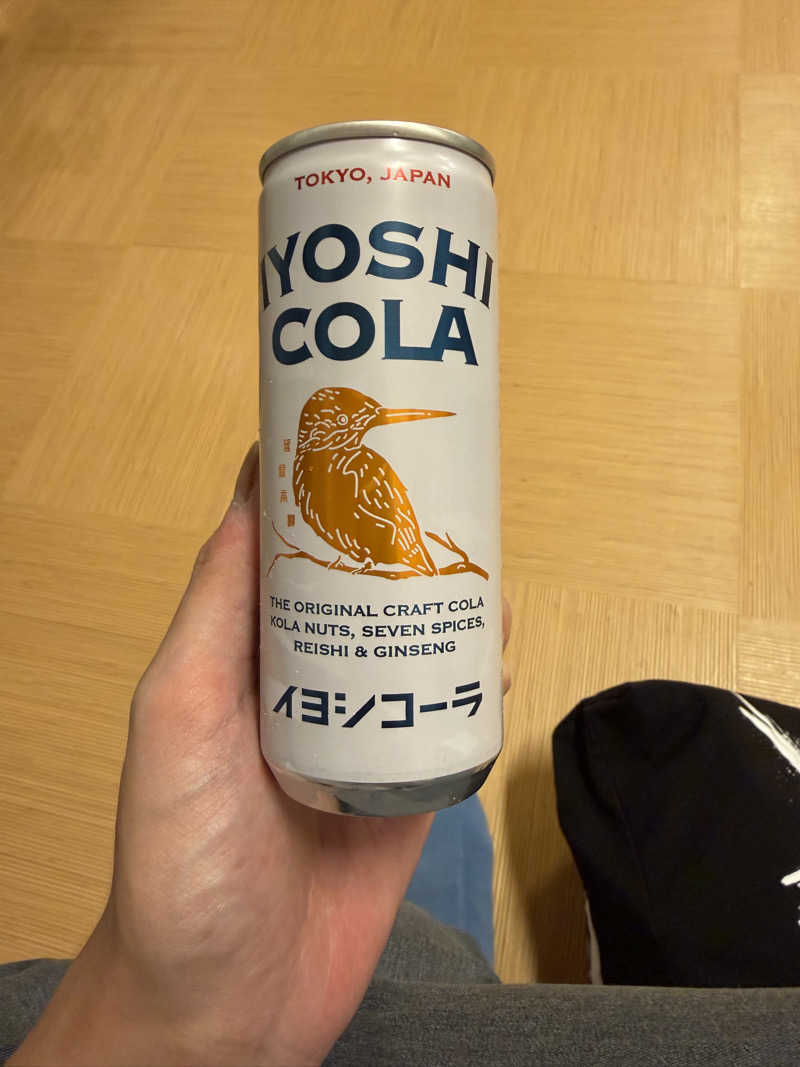 TOKYO, JAPAN
IYOSHI
COLA
THE ORIGINAL CRAFT COLA
KOLA NUTS, SEVEN SPICES,
REISHI & GINSENG
イヨシコーラ